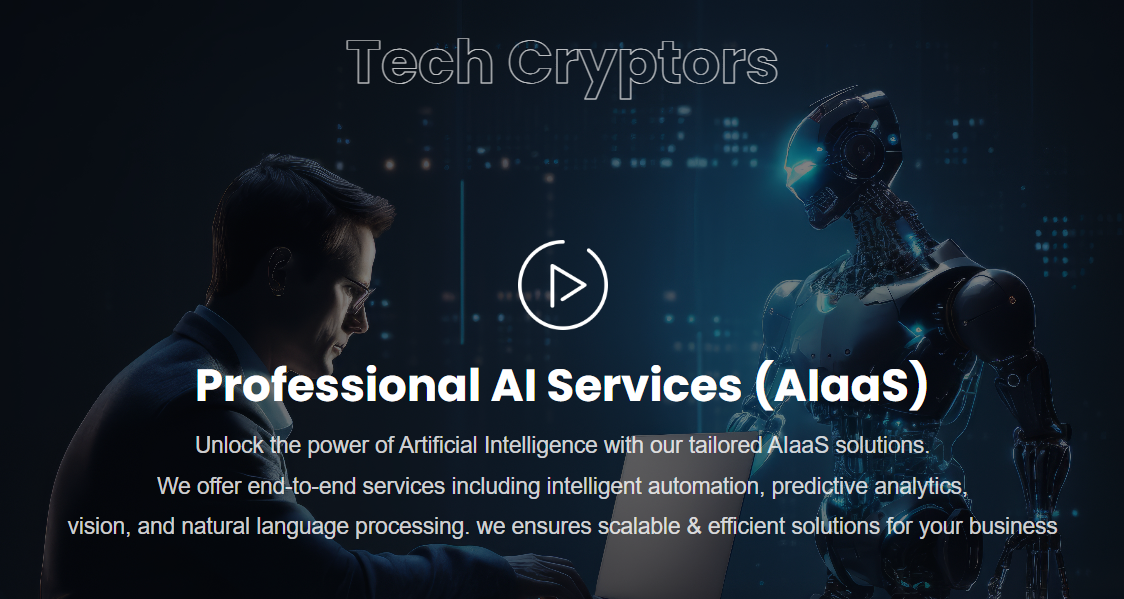 Tech Cryptors
Professional AI Services (AIaaS)
Unlock the power of Artificial Intelligence with our tailored AIaaS solutions.
We offer end-to-end services including intelligent automation, predictive analytics,
vision, and natural language processing. we ensures scalable & efficient solutions for your business